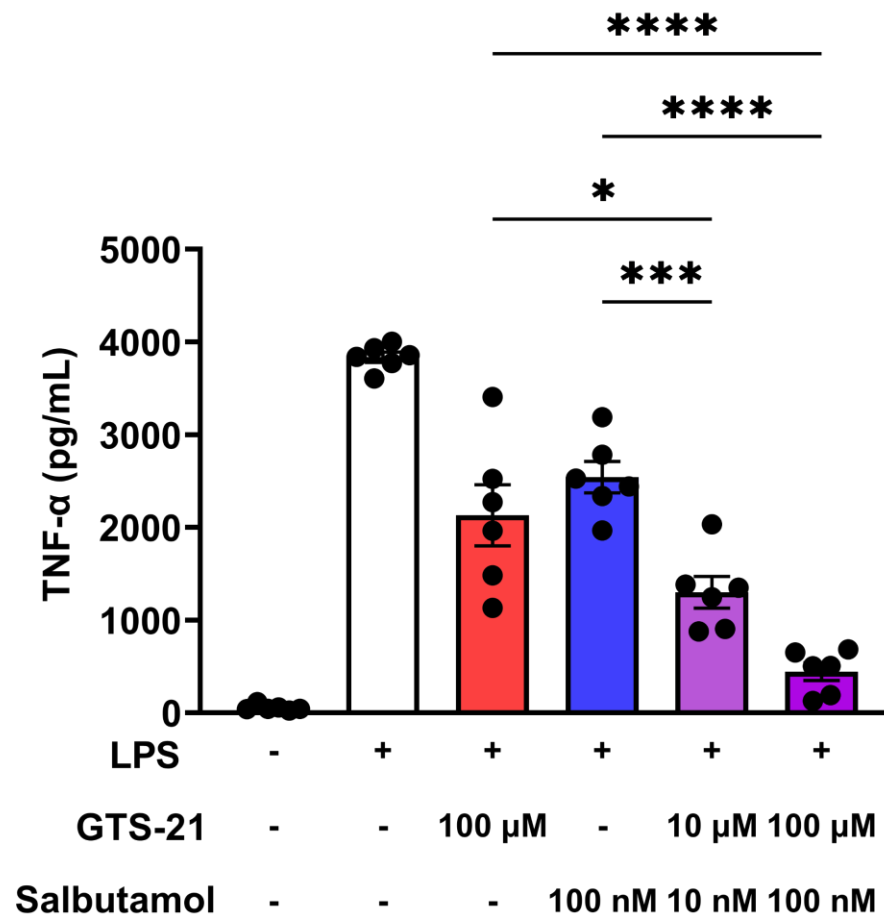 ****
****
*
***
5000
4000
3000
2000
1000
0
TNF-α (pg/mL)
LPS - + + + + +
GTS-21 - - 100 µM - 10 µM 100 µM
Salbutamol - - - 100 nM 10 nM 100 nM